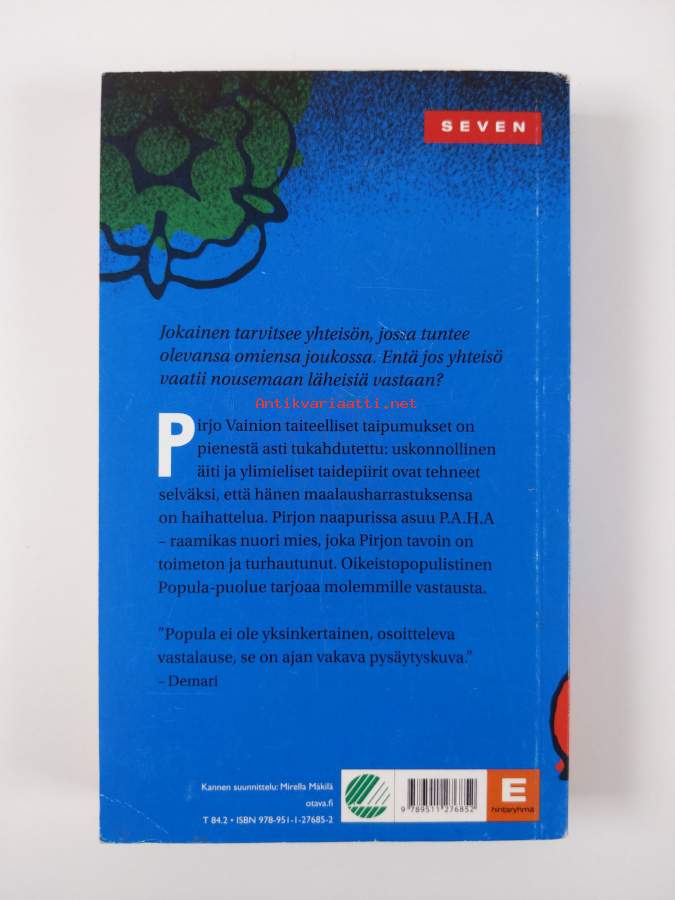 SEVEN
Jokainen tarvitsee yhteisön, jossa tuntee
olevansa omiensa joukossa. Entä jos yhteisö
vaatii nousemaan läheisiä vastaan?
Antikvariaatti.net
Pirjo Vainion taiteelliset taipumukset on
pienestä asti tukahdutettu: uskonnollinen
äiti ja ylimieliset taidepiirit ovat tehneet
selväksi, että hänen maalausharrastuksensa
on haihattelua. Pirjon naapurissa asuu P.A.H.A
– raamikas nuori mies, joka Pirjon tavoin on
toimeton ja turhautunut. Oikeistopopulistinen
Popula-puolue tarjoaa molemmille vastausta.
”Popula ei ole yksinkertainen, osoitteleva
vastalause, se on ajan vakava pysäytyskuva.”
– Demari
Kannen suunnittelu: Mirella Mäkilä
otava.fi
T 84.2 • ISBN 978-951-1-27685-2
9 789511 276852
E
hintaryhmä